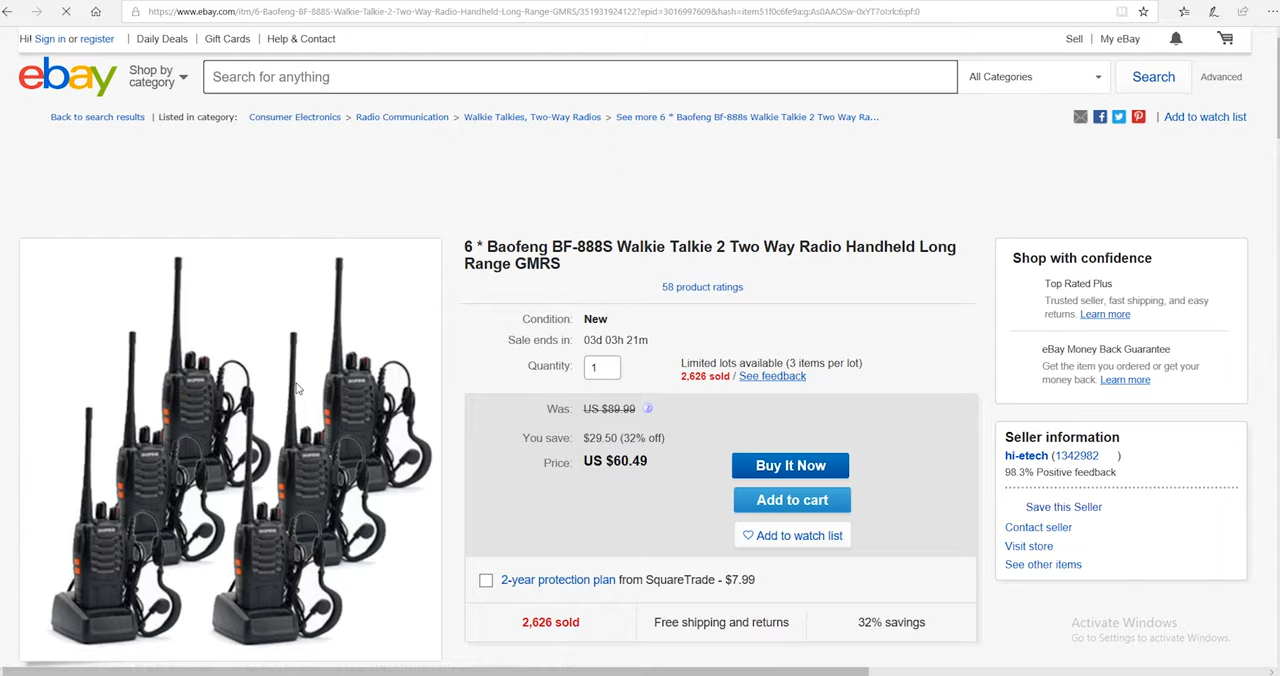 https://www.ebay.com/itm/6-Baofeng-BF-888S-Walkie-Talkie-2-Two-Way-Radio-Handheld-Long-Range-GMRS/351931924122?epid=3016997609&hash=item51f0c6fe9a:g:As0AAOSw-0xYT7oI:rk:6:pf:0
Hi! Sign in or register | Daily Deals | Gift Cards | Help & Contact Sell | My eBay
ebay Shop by category Search for anything All Categories Search Advanced
Back to search results | Listed in category: Consumer Electronics > Radio Communication > Walkie Talkies, Two-Way Radios > See more 6 * Baofeng Bf-888s Walkie Talkie 2 Two Way Ra... | Add to watch list
6 * Baofeng BF-888S Walkie Talkie 2 Two Way Radio Handheld Long
Range GMRS
58 product ratings
Condition: New
Sale ends in: 03d 03h 21m
Quantity: 1 Limited lots available (3 items per lot)
2,626 sold / See feedback
Was: US $89.99
You save: $29.50 (32% off)
Price: US $60.49
Buy It Now
Add to cart
Add to watch list
2-year protection plan from SquareTrade - $7.99
2,626 sold Free shipping and returns 32% savings
Shop with confidence
Top Rated Plus
Trusted seller, fast shipping, and easy
returns. Learn more
eBay Money Back Guarantee
Get the item you ordered or get your
money back. Learn more
Seller information
hi-etech (1342982 )
98.3% Positive feedback
Save this Seller
Contact seller
Visit store
See other items
Activate Windows
Go to Settings to activate Windows.